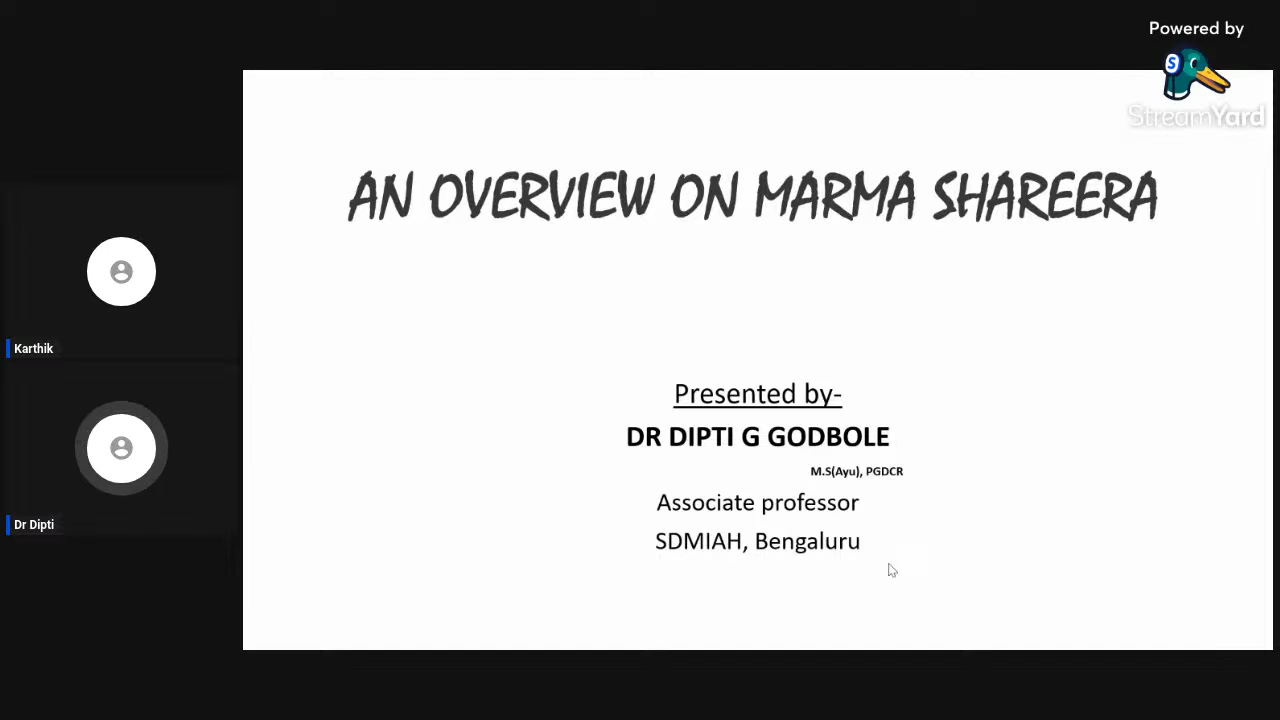 Powered by
StreamYard
AN OVERVIEW ON MARMA SHAREERA
Presented by-
DR DIPTI G GODBOLE
M.S(Ayu), PGDCR
Associate professor
SDMIAH, Bengaluru
Karthik
Dr Dipti